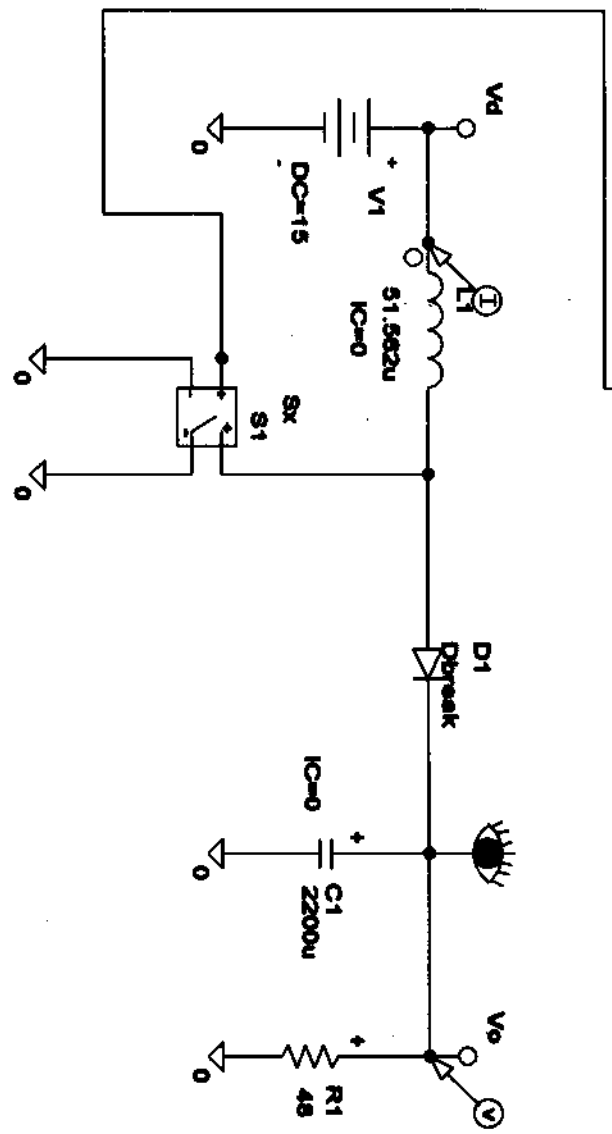 Vd
0
DC=15
-
+
V1
L1
I
51.562u
IC=0
0
0
Sx
S1
+
-
+
-
D1
Dbreak
IC=0
+
0
C1
2200u
Vo
+
0
R1
48
V